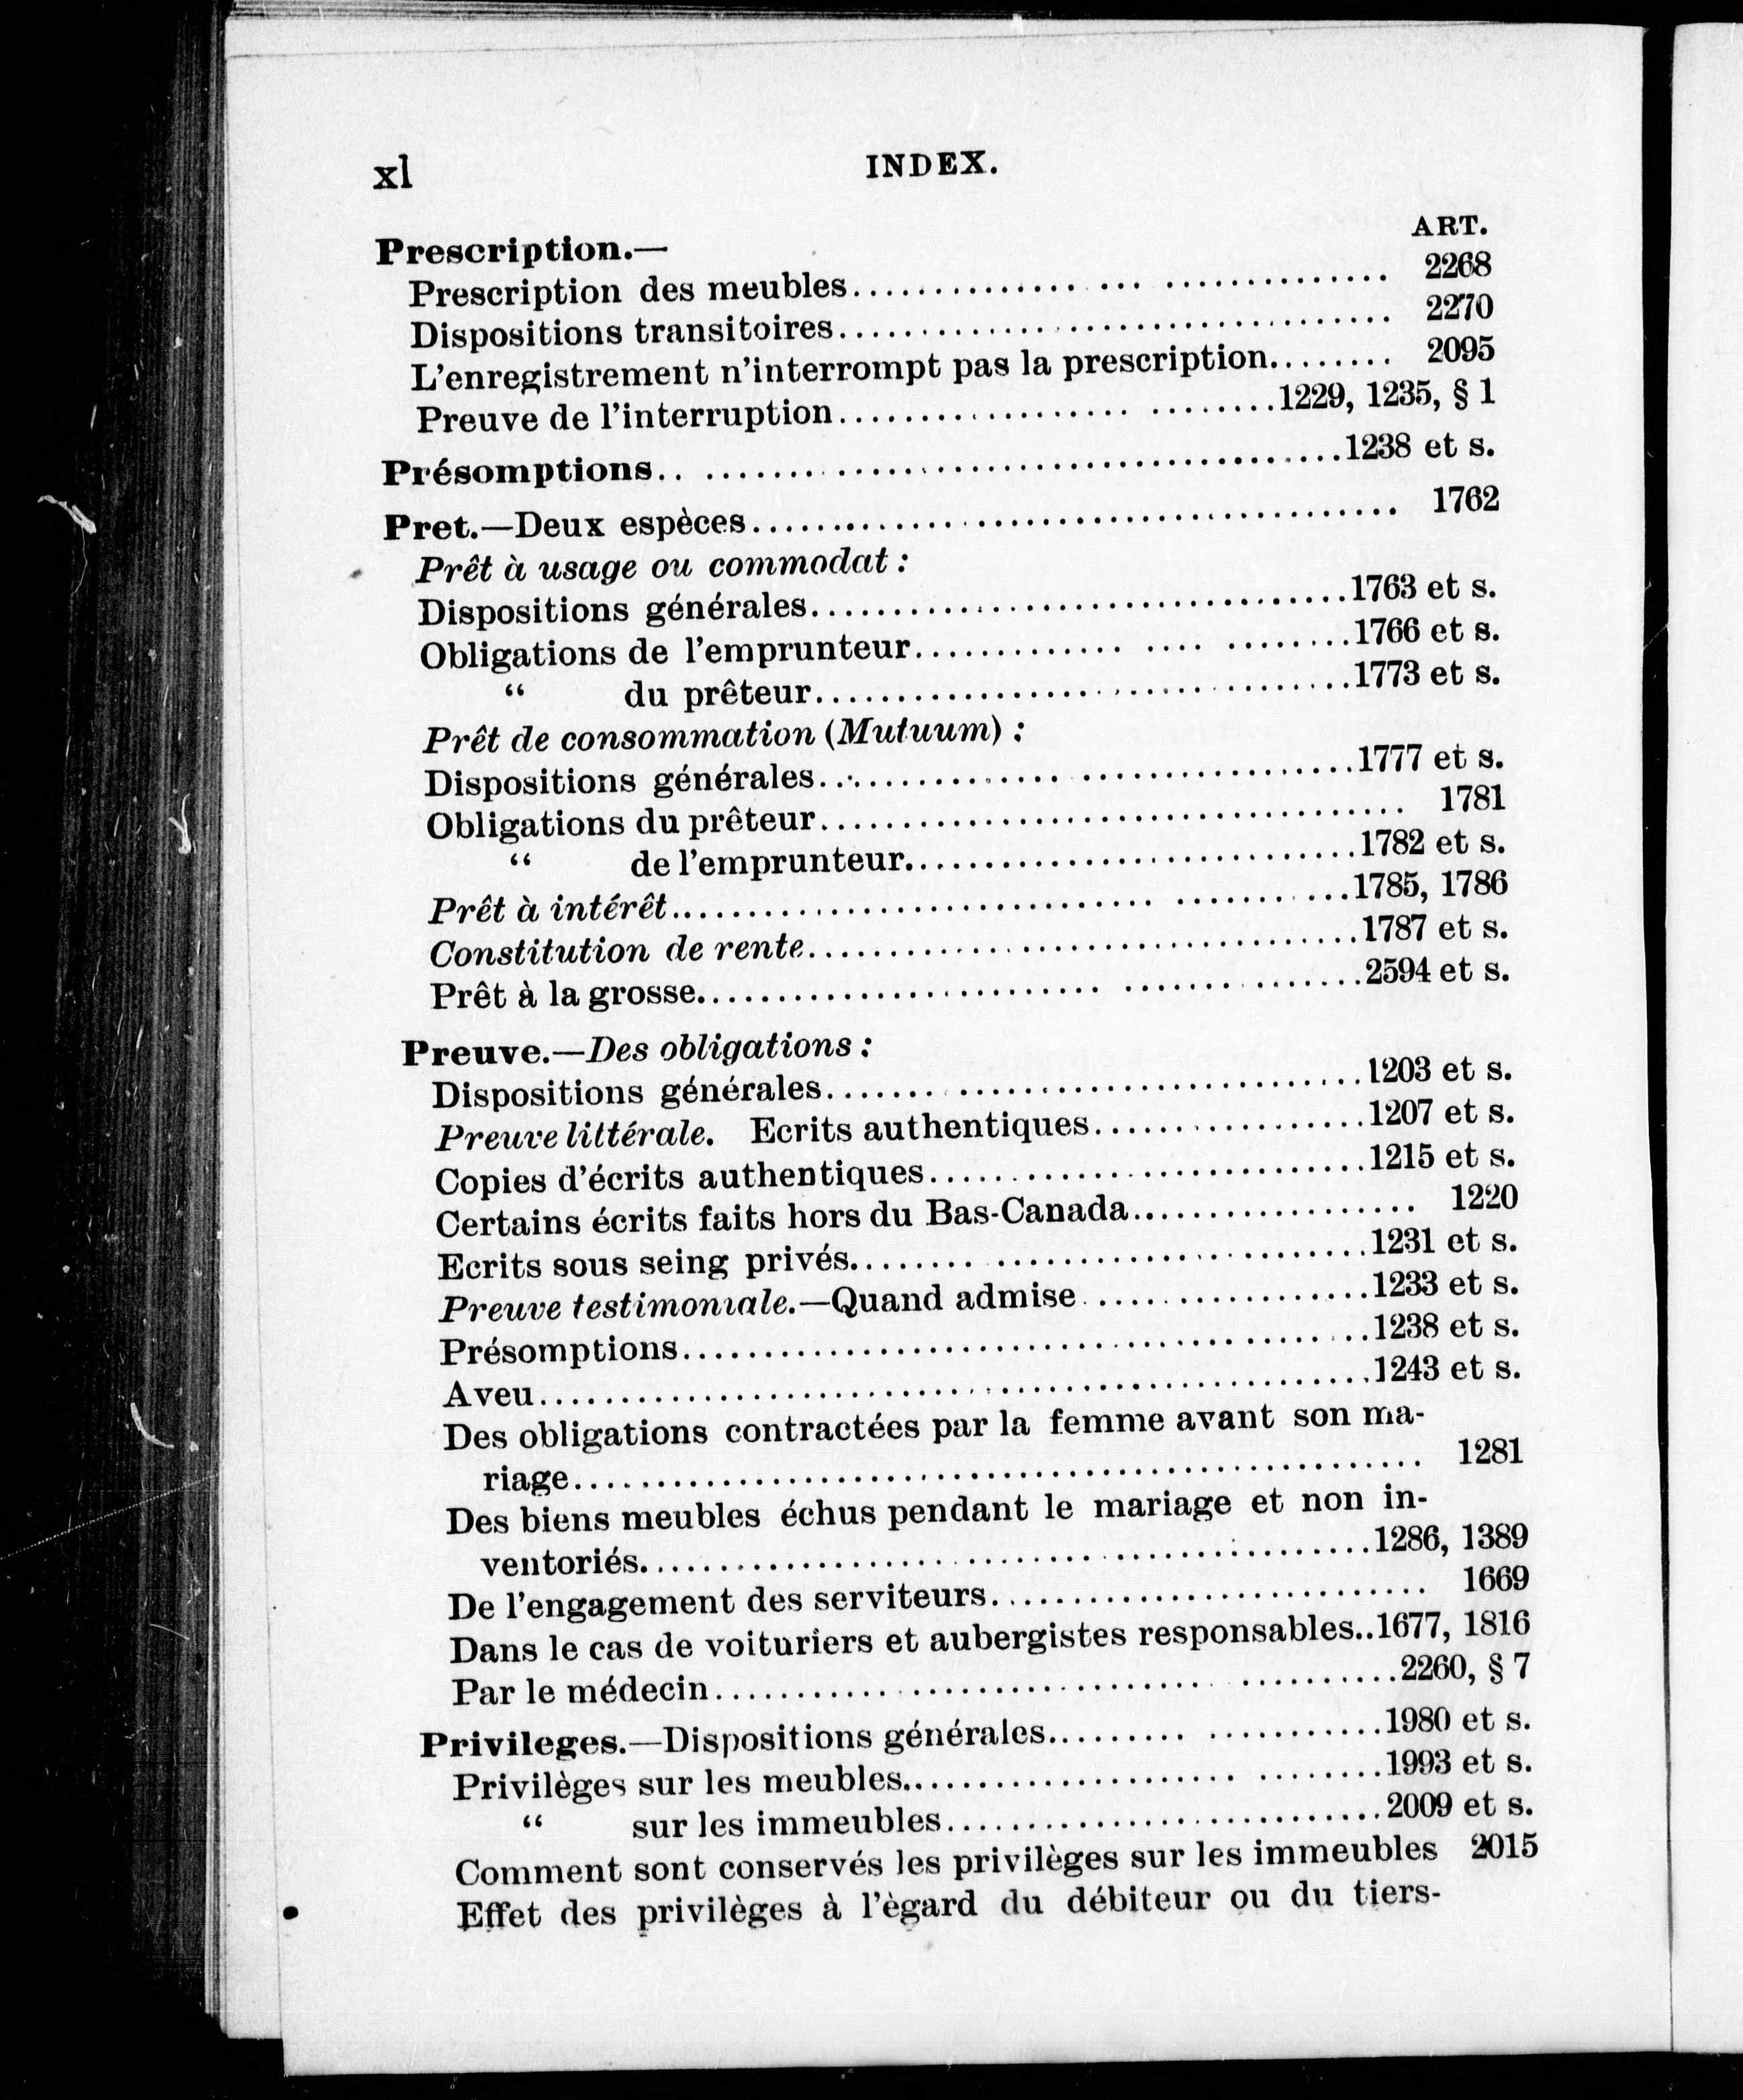 xl
INDEX.
ART.
Prescription.—
Prescription des meubles.............. ... .............. 2268
Dispositions transitoires................................... 2270
L'enregistrement n'interrompt pas la prescription........ 2095
Preuve de l'interruption.................. ........1229, 1235, § 1
Présomptions.. .......................................1238 et s.
Pret.—Deux espèces........................................ 1762
Prêt à usage ou commodat :
Dispositions générales.................................1763 et s.
Obligations de l'emprunteur............. .... ........1766 et s.
“ du prêteur.................................1773 et s.
Prêt de consommation (Mutuum) :
Dispositions générales.................................1777 et s.
Obligations du prêteur.................................... 1781
“ de l'emprunteur............................1782 et s.
Prêt à intérêt.............................. ...........1785, 1786
Constitution de rente..................................1787 et s.
Prêt à la grosse......................... ...............2594 et s.
Preuve.—Des obligations :
Dispositions générales.................................1203 et s.
Preuve littérale. Ecrits authentiques.................1207 et s.
Copies d'écrits authentiques...........................1215 et s.
Certains écrits faits hors du Bas-Canada.................. 1220
Ecrits sous seing privés........ .......................1231 et s.
Preuve testimoniale.—Quand admise ..................1233 et s.
Présomptions..........................................1238 et s.
Aveu...................................................1243 et s.
Des obligations contractées par la femme avant son ma-
riage.................................................... 1281
Des biens meubles échus pendant le mariage et non in-
ventoriés.............................................1286, 1389
De l'engagement des serviteurs........................... 1669
Dans le cas de voituriers et aubergistes responsables..1677, 1816
Par le médecin.............................. ..........2260, § 7
Privileges.—Dispositions générales......... ...........1980 et s.
Privilèges sur les meubles.................... ........1993 et s.
“ sur les immeubles...........................2009 et s.
Comment sont conservés les privilèges sur les immeubles 2015
Effet des privilèges à l'ègard du débiteur ou du tiers-